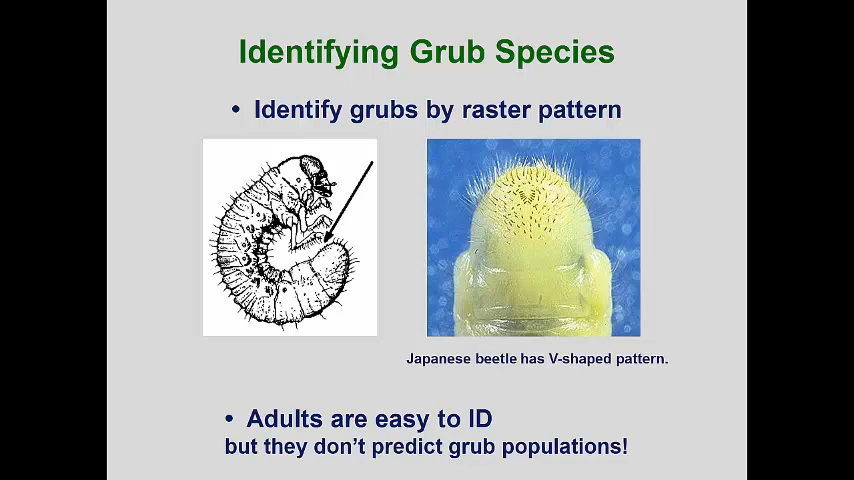 Identifying Grub Species
• Identify grubs by raster pattern
Japanese beetle has V-shaped pattern.
• Adults are easy to ID
but they don't predict grub populations!